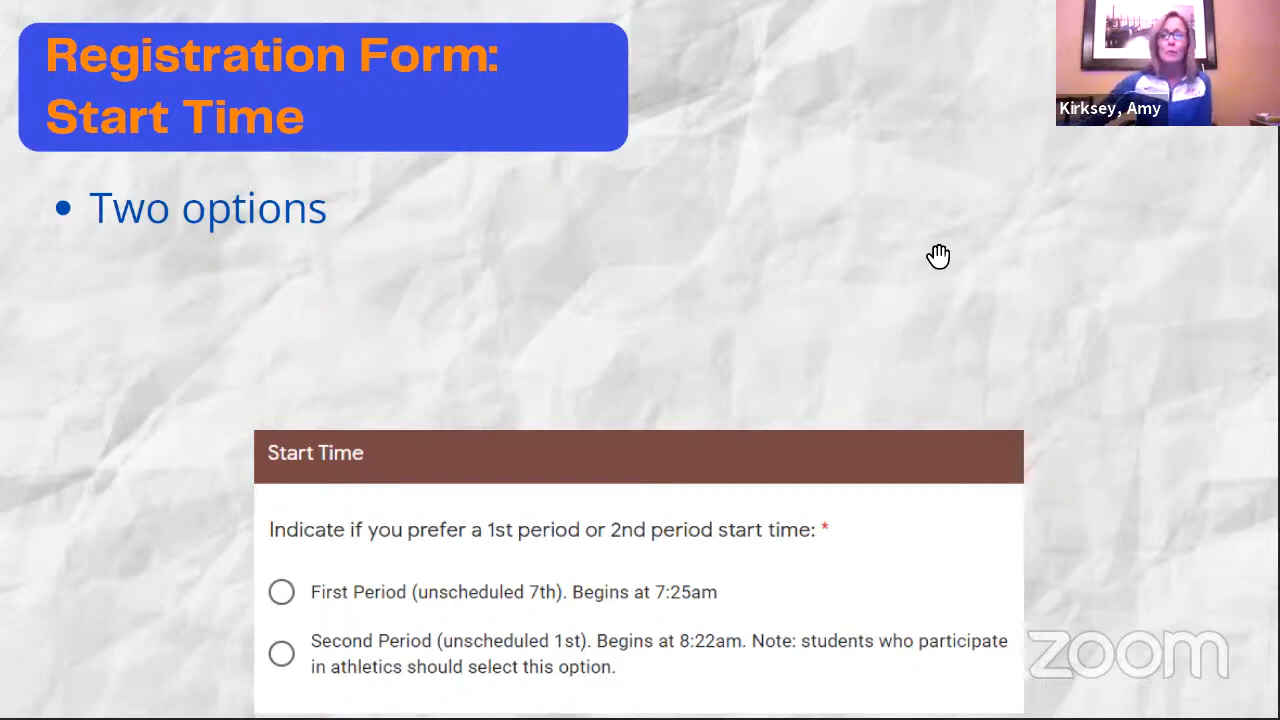 Registration Form:
Start Time
Kirksey, Amy
• Two options
Start Time
Indicate if you prefer a 1st period or 2nd period start time: *
First Period (unscheduled 7th). Begins at 7:25am
Second Period (unscheduled 1st). Begins at 8:22am. Note: students who participate
in athletics should select this option.
zoom